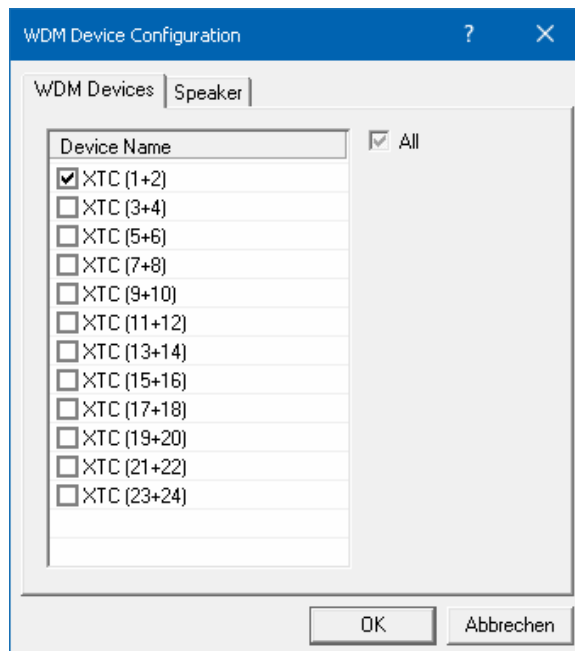 WDM Device Configuration ?
WDM Devices Speaker
Device Name All
XTC (1+2)
XTC (3+4)
XTC (5+6)
XTC (7+8)
XTC (9+10)
XTC (11+12)
XTC (13+14)
XTC (15+16)
XTC (17+18)
XTC (19+20)
XTC (21+22)
XTC (23+24)
OK Abbrechen